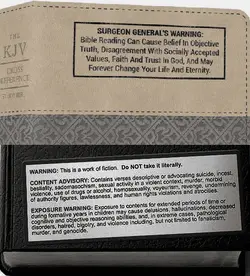 THE
KJV
CROSS
REFERENCE
SURGEON GENERAL'S WARNING:
Bible Reading Can Cause Belief In Objective
Truth, Disagreement With Socially Accepted
Values, Faith And Trust In God, And May
Forever Change Your Life And Eternity.
WARNING: This is a work of fiction. Do NOT take it literally.
CONTENT ADVISORY: Contains verses descriptive or advocating suicide, incest,
bestiality, sadomasochism, sexual activity in a violent context, murder, morbid
violence, use of drugs or alcohol, homosexuality, voyeurism, revenge, undermining
of authority figures, lawlessness, and human rights violations and atrocities.
EXPOSURE WARNING: Exposure to contents for extended periods of time or
during formative years in children may cause delusions, hallucinations, decreased
cognitive and objective reasoning abilities, and, in extreme cases, pathological
disorders, hatred, bigotry, and violence including, but not limited to fanaticism,
murder, and genocide.